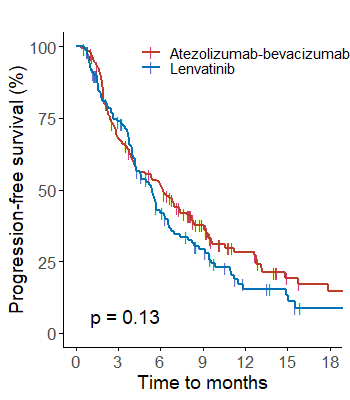 Atezolizumab-bevacizumab
Lenvatinib
Progression-free survival (%)
100
75
50
25
0
p = 0.13
0 3 6 9 12 15 18
Time to months